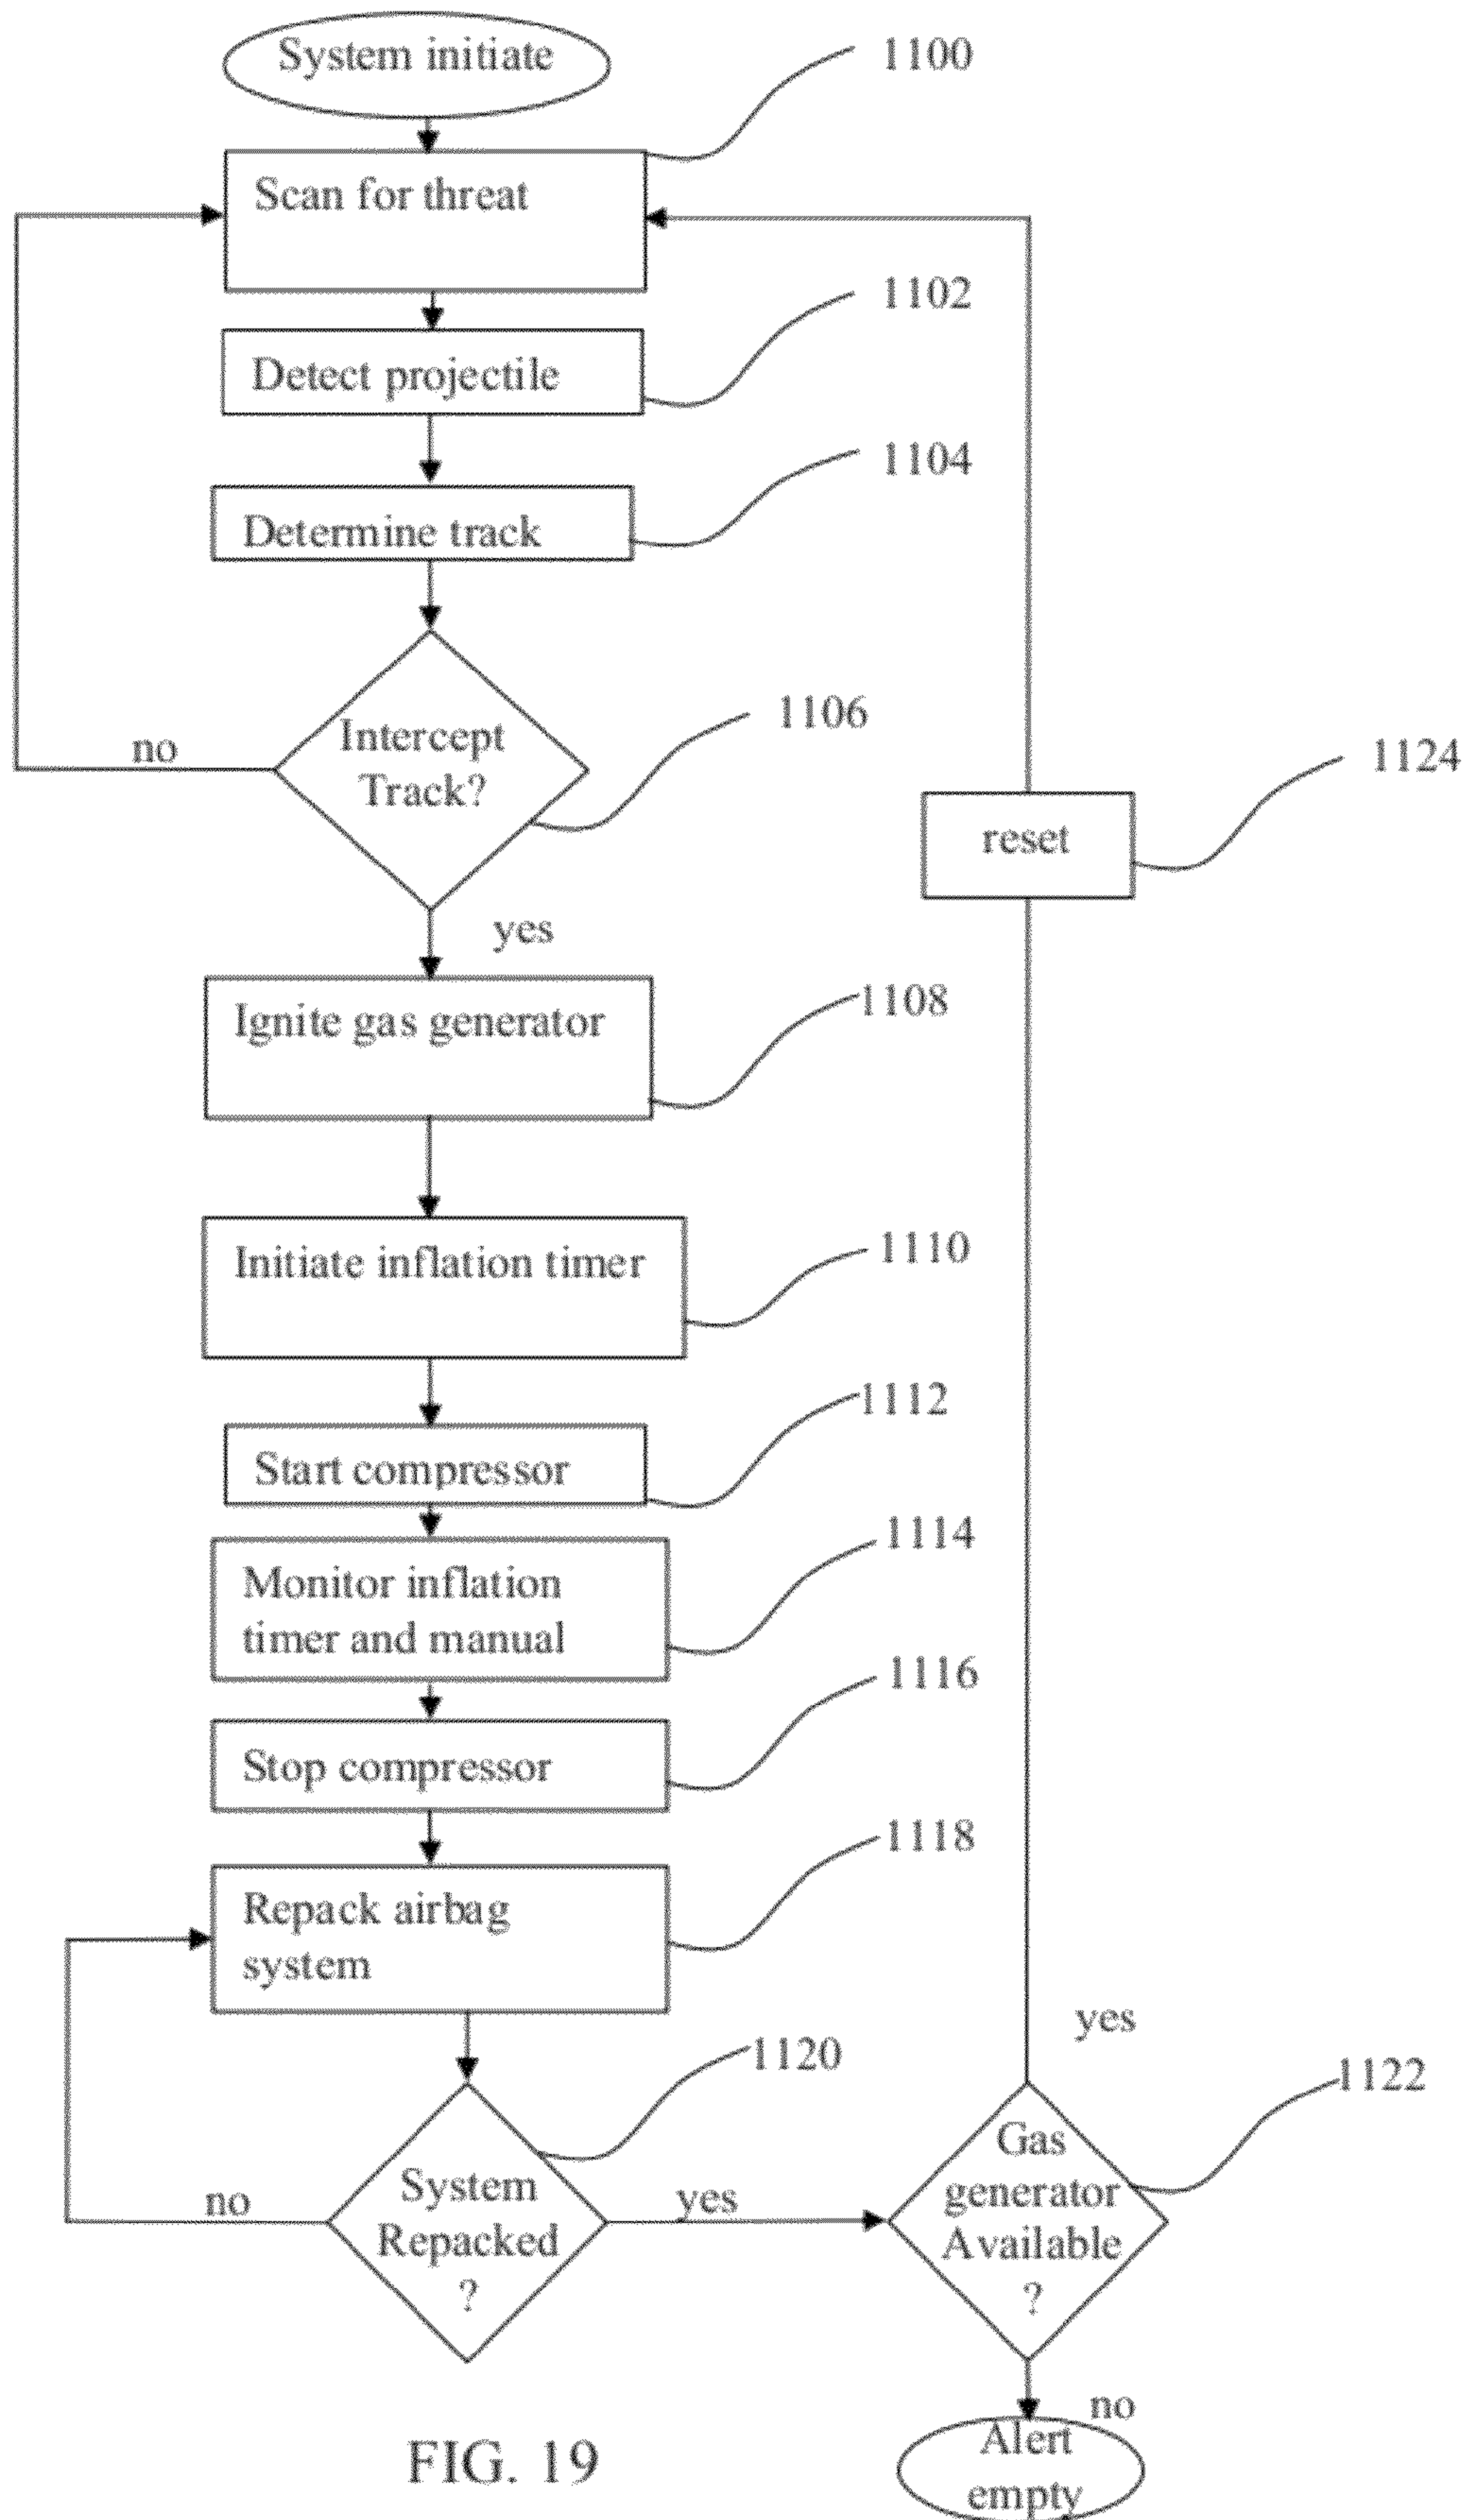 System initiate
1100
Scan for threat
1102
Detect projectile
1104
Determine track
1106
Intercept
Track?
no
1124
reset
yes
1108
Ignite gas generator
1110
Initiate inflation timer
1112
Start compressor
1114
Monitor inflation
timer and manual
1116
Stop compressor
1118
Repack airbag
system
yes
1120
1122
System
Repacked
?
no
yes
Gas
generator
Available
?
no
Alert
empty
FIG. 19